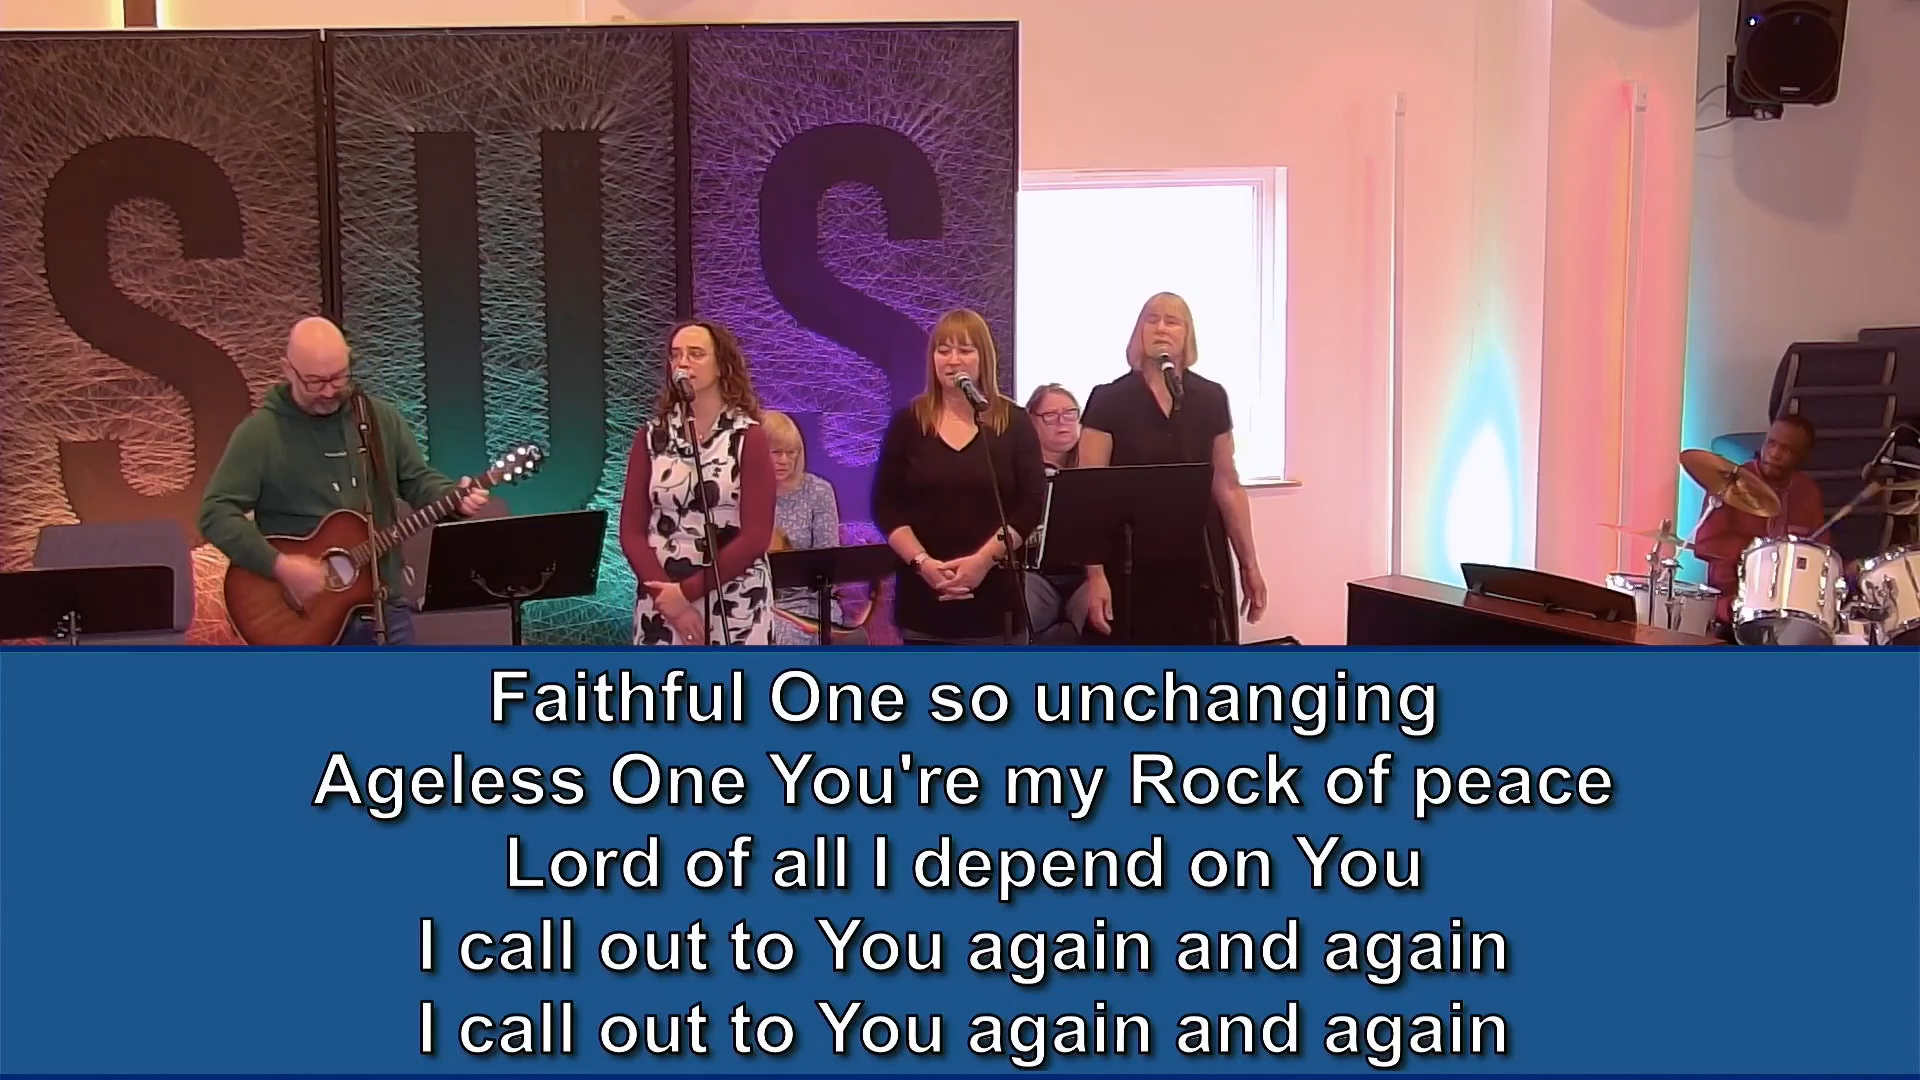 SUS
Faithful One so unchanging
Ageless One You're my Rock of peace
Lord of all I depend on You
I call out to You again and again
I call out to You again and again